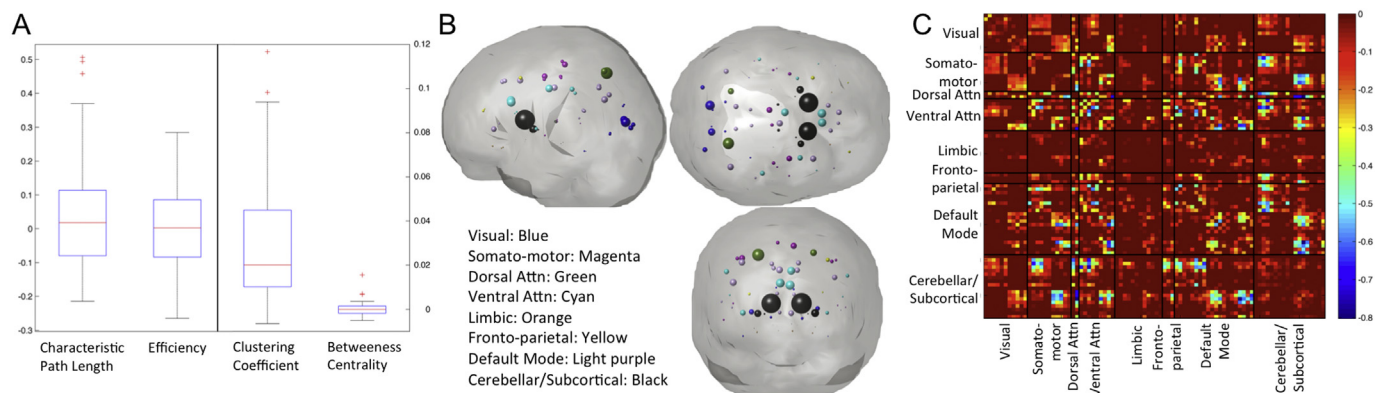 A
0.5
0.4
0.3
0.2
0.1
0
-0.1
-0.2
-0.3
0.12
0.1
0.08
0.06
0.04
0.02
0
Characteristic
Path Length
Efficiency
Clustering
Coefficient
Betweeness
Centrality
B
Visual: Blue
Somato-motor: Magenta
Dorsal Attn: Green
Ventral Attn: Cyan
Limbic: Orange
Fronto-parietal: Yellow
Default Mode: Light purple
Cerebellar/Subcortical: Black
C
Visual
Somato-
motor
Dorsal Attn
Ventral Attn
Limbic
Fronto-
parietal
Default
Mode
Cerebellar/
Subcortical
Visual
Somato-
motor
Dorsal Attn
Ventral Attn
Limbic
Fronto-
parietal
Default
Mode
Cerebellar/
Subcortical
0
-0.1
-0.2
-0.3
-0.4
-0.5
-0.6
-0.7
-0.8